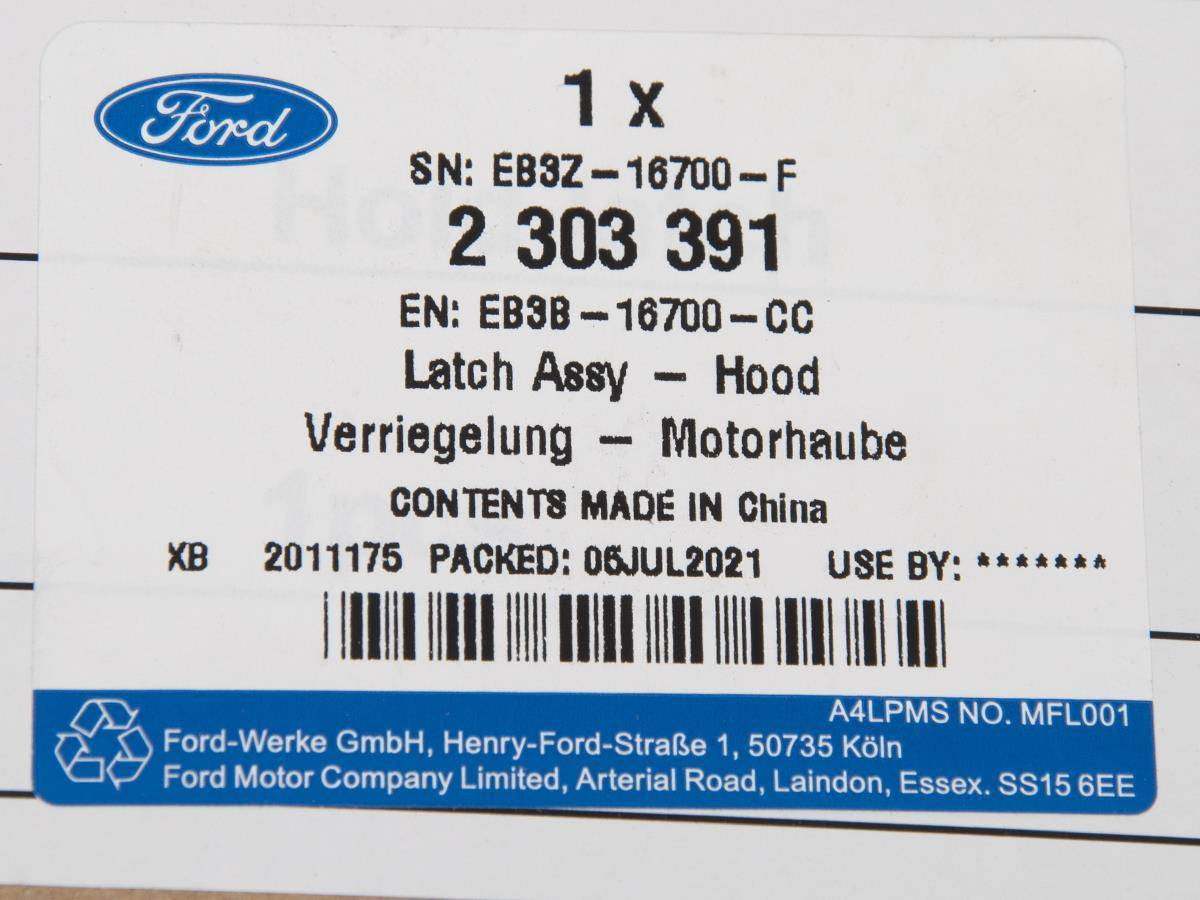 Ford
1 x
SN: EB3Z-16700-F
2 303 391
EN: EB3B-16700-CC
Latch Assy - Hood
Verriegelung - Motorhaube
CONTENTS MADE IN China
XB 2011175 PACKED: 06JUL2021 USE BY: *******
A4LPMS NO. MFL001
Ford-Werke GmbH, Henry-Ford-Straße 1, 50735 Köln
Ford Motor Company Limited, Arterial Road, Laindon, Essex. SS15 6EE